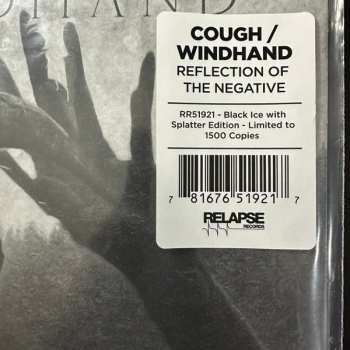 DHAND
COUGH /
WINDHAND
REFLECTION OF
THE NEGATIVE
RR51921 - Black Ice with
Splatter Edition - Limited to
1500 Copies
7 81676 51921 7
RELAPSE
RECORDS